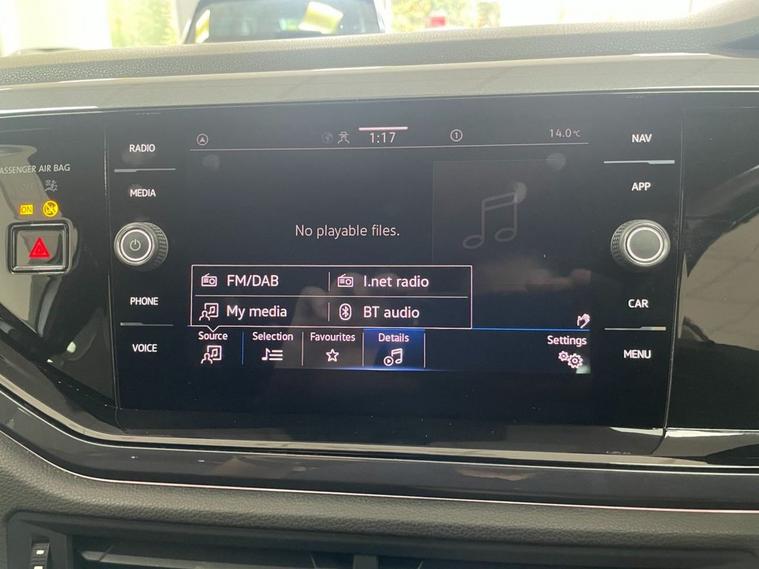 RADIO
MEDIA
PHONE
VOICE
ASSENGER AIR BAG
ON
1:17
1
14.0°C
No playable files.
FM/DAB
I.net radio
My media
BT audio
Source
Selection
Favourites
Details
Settings
NAV
APP
CAR
MENU